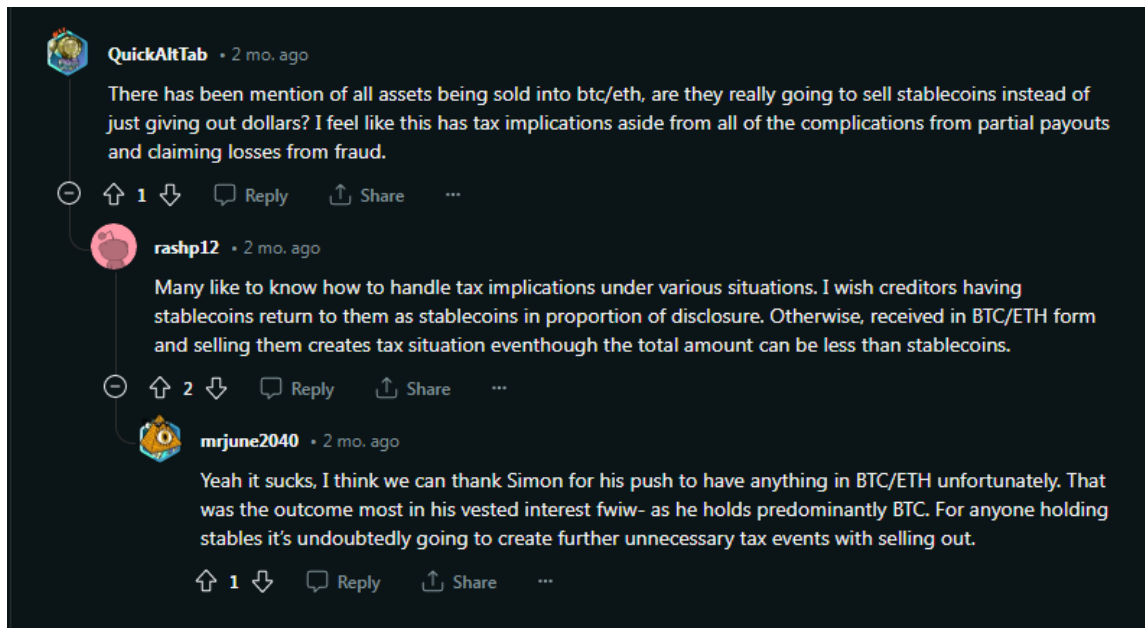 QuickAltTab • 2 mo. ago
There has been mention of all assets being sold into btc/eth, are they really going to sell stablecoins instead of
just giving out dollars? I feel like this has tax implications aside from all of the complications from partial payouts
and claiming losses from fraud.
1 Reply Share ...
rashp12 • 2 mo. ago
Many like to know how to handle tax implications under various situations. I wish creditors having
stablecoins return to them as stablecoins in proportion of disclosure. Otherwise, received in BTC/ETH form
and selling them creates tax situation eventhough the total amount can be less than stablecoins.
2 Reply Share ...
mrjune2040 • 2 mo. ago
Yeah it sucks, I think we can thank Simon for his push to have anything in BTC/ETH unfortunately. That
was the outcome most in his vested interest fwiw- as he holds predominantly BTC. For anyone holding
stables it's undoubtedly going to create further unnecessary tax events with selling out.
1 Reply Share ...